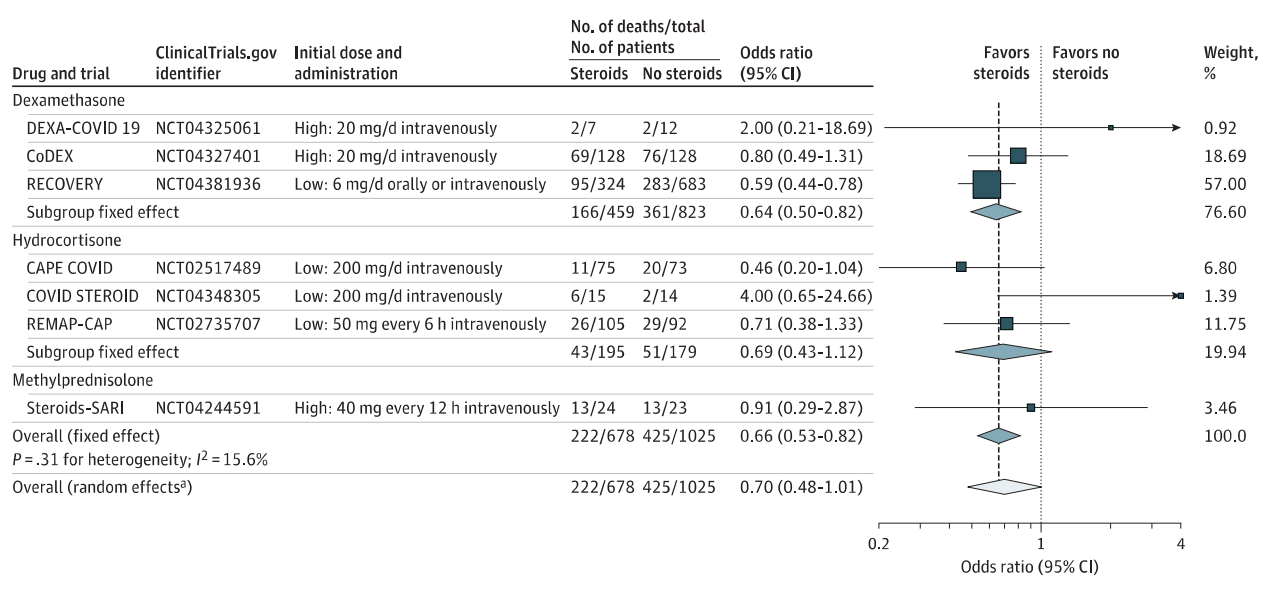 No. of deaths/total
No. of patients
Drug and trial ClinicalTrials.gov identifier Initial dose and administration Steroids No steroids Odds ratio (95% CI) Favors steroids Favors no steroids Weight, %
Dexamethasone
DEXA-COVID 19 NCT04325061 High: 20 mg/d intravenously 2/7 2/12 2.00 (0.21-18.69) 0.92
CoDEX NCT04327401 High: 20 mg/d intravenously 69/128 76/128 0.80 (0.49-1.31) 18.69
RECOVERY NCT04381936 Low: 6 mg/d orally or intravenously 95/324 283/683 0.59 (0.44-0.78) 57.00
Subgroup fixed effect 166/459 361/823 0.64 (0.50-0.82) 76.60
Hydrocortisone
CAPE COVID NCT02517489 Low: 200 mg/d intravenously 11/75 20/73 0.46 (0.20-1.04) 6.80
COVID STEROID NCT04348305 Low: 200 mg/d intravenously 6/15 2/14 4.00 (0.65-24.66) 1.39
REMAP-CAP NCT02735707 Low: 50 mg every 6 h intravenously 26/105 29/92 0.71 (0.38-1.33) 11.75
Subgroup fixed effect 43/195 51/179 0.69 (0.43-1.12) 19.94
Methylprednisolone
Steroids-SARI NCT04244591 High: 40 mg every 12 h intravenously 13/24 13/23 0.91 (0.29-2.87) 3.46
Overall (fixed effect) 222/678 425/1025 0.66 (0.53-0.82) 100.0
P = .31 for heterogeneity; I² = 15.6%
Overall (random effectsᵃ) 222/678 425/1025 0.70 (0.48-1.01)
0.2 1 4
Odds ratio (95% CI)